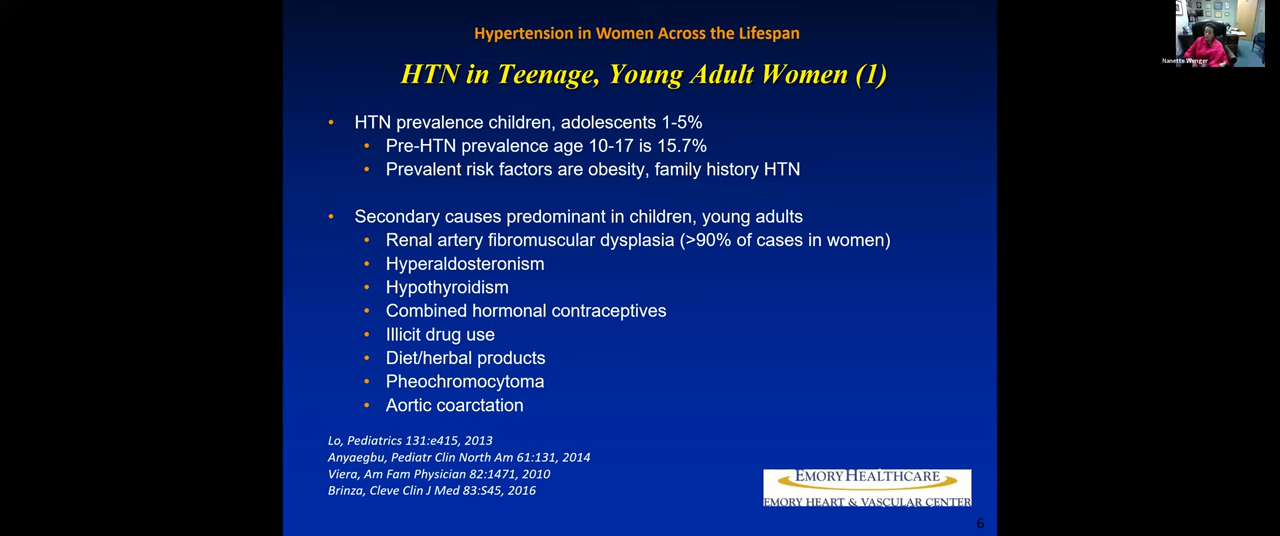 Hypertension in Women Across the Lifespan
HTN in Teenage, Young Adult Women (1)
• HTN prevalence children, adolescents 1-5%
• Pre-HTN prevalence age 10-17 is 15.7%
• Prevalent risk factors are obesity, family history HTN
• Secondary causes predominant in children, young adults
• Renal artery fibromuscular dysplasia (>90% of cases in women)
• Hyperaldosteronism
• Hypothyroidism
• Combined hormonal contraceptives
• Illicit drug use
• Diet/herbal products
• Pheochromocytoma
• Aortic coarctation
Lo, Pediatrics 131:e415, 2013
Anyaegbu, Pediatr Clin North Am 61:131, 2014
Viera, Am Fam Physician 82:1471, 2010
Brinza, Cleve Clin J Med 83:S45, 2016
EMORY HEALTHCARE
EMORY HEART & VASCULAR CENTER
6
Nanette Wenger